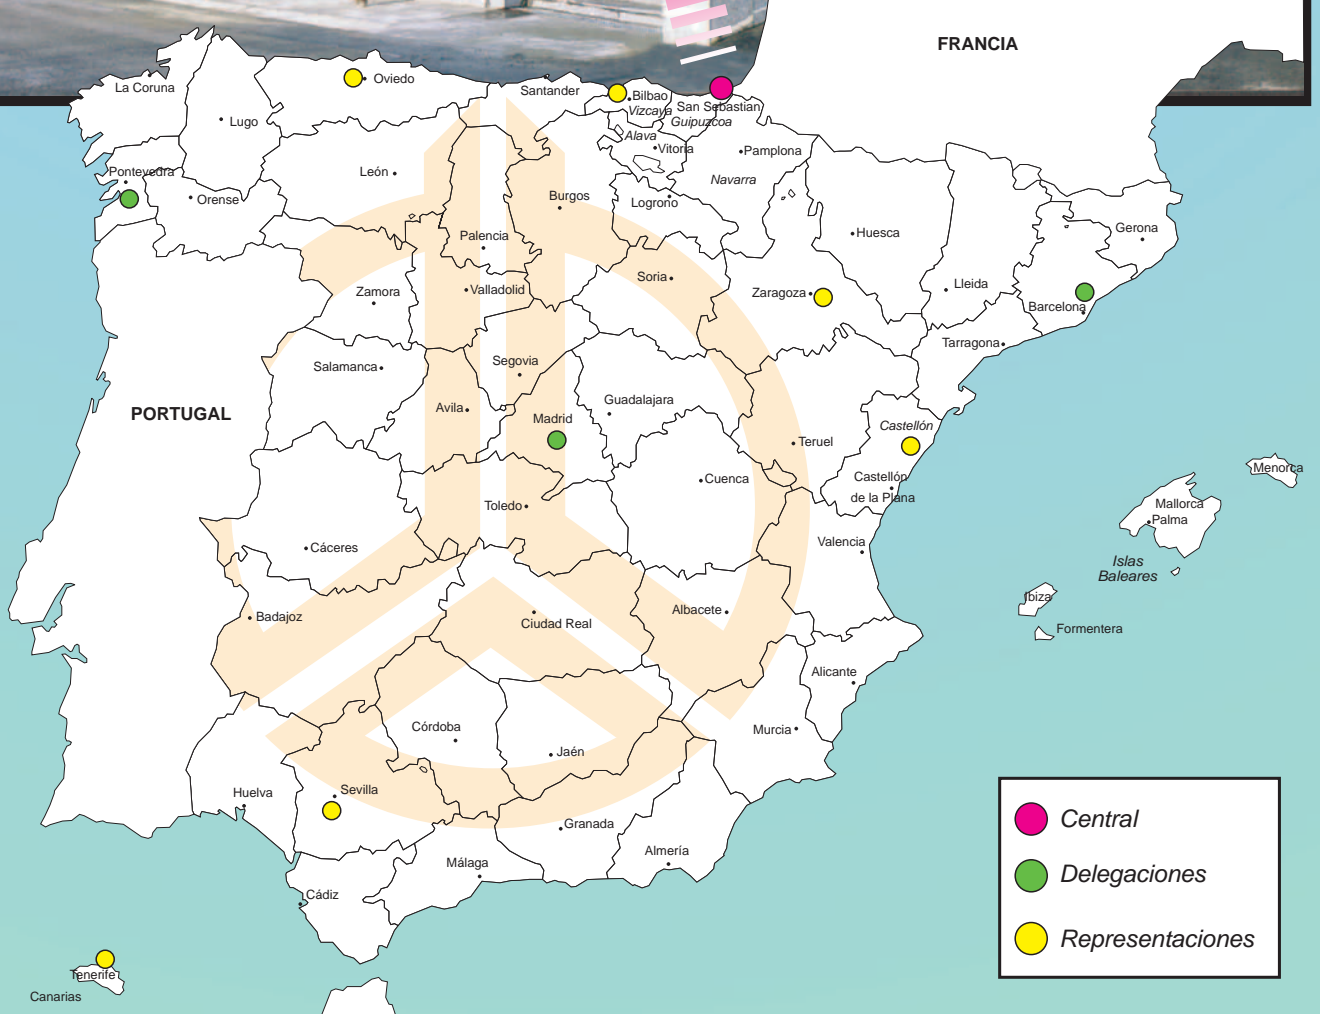 FRANCIA
La Coruna
Lugo
Oviedo
Santander
Bilbao
Vizcaya
San Sebastian
Guipuzcoa
Alava
Vitoria
Pamplona
Navarra
Pontevedra
Orense
León
Burgos
Logrono
Palencia
Huesca
Gerona
Zamora
Valladolid
Soria
Zaragoza
Lleida
Barcelona
Tarragona
Salamanca
Segovia
Avila
Guadalajara
PORTUGAL
Madrid
Teruel
Castellón
Castellón
de la Plana
Cuenca
Toledo
Menorca
Mallorca
Palma
Cáceres
Valencia
Islas
Baleares
Ibiza
Formentera
Badajoz
Ciudad Real
Albacete
Alicante
Córdoba
Jaén
Murcia
Huelva
Sevilla
Granada
Málaga
Almería
Cádiz
Tenerife
Canarias
Central
Delegaciones
Representaciones